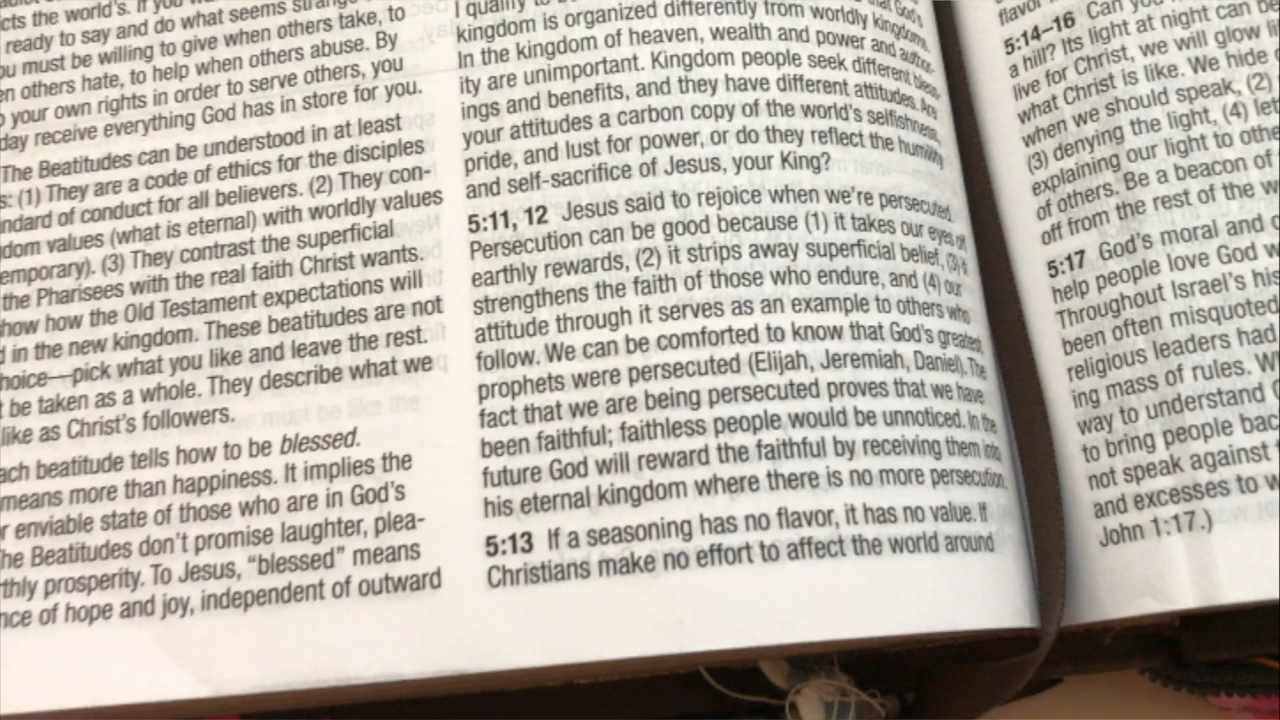 cts the world's. If you
ready to say and do what seems strange
ou must be willing to give when others take, to
en others hate, to help when others abuse. By
your own rights in order to serve others, you
day receive everything God has in store for you.
The Beatitudes can be understood in at least
s: (1) They are a code of ethics for the disciples
ndard of conduct for all believers. (2) They con-
dom values (what is eternal) with worldly values
emporary). (3) They contrast the superficial
the Pharisees with the real faith Christ wants.
how how the Old Testament expectations will
d in the new kingdom. These beatitudes are not
hoice—pick what you like and leave the rest.
t be taken as a whole. They describe what we
like as Christ's followers.
ach beatitude tells how to be blessed.
means more than happiness. It implies the
r enviable state of those who are in God's
he Beatitudes don't promise laughter, plea-
thly prosperity. To Jesus, “blessed” means
nce of hope and joy, independent of outward
that God's
kingdom is organized differently from worldly kingdoms.
In the kingdom of heaven, wealth and power and author-
ity are unimportant. Kingdom people seek different bless-
ings and benefits, and they have different attitudes. Are
your attitudes a carbon copy of the world's selfishness,
pride, and lust for power, or do they reflect the humility
and self-sacrifice of Jesus, your King?
5:11, 12 Jesus said to rejoice when we're persecuted.
Persecution can be good because (1) it takes our eyes off
earthly rewards, (2) it strips away superficial belief, (3) it
strengthens the faith of those who endure, and (4) our
attitude through it serves as an example to others who
follow. We can be comforted to know that God's greatest
prophets were persecuted (Elijah, Jeremiah, Daniel). The
fact that we are being persecuted proves that we have
been faithful; faithless people would be unnoticed. In the
future God will reward the faithful by receiving them into
his eternal kingdom where there is no more persecution.
5:13 If a seasoning has no flavor, it has no value. If
Christians make no effort to affect the world around
flavor
5:14–16 Can you
a hill? Its light at night can be
live for Christ, we will glow li
what Christ is like. We hide
when we should speak, (2)
(3) denying the light, (4) let
explaining our light to othe
of others. Be a beacon of
off from the rest of the w
5:17 God's moral and c
help people love God w
Throughout Israel's his
been often misquoted
religious leaders had
ing mass of rules. W
way to understand
to bring people bac
not speak against
and excesses to w
John 1:17.)